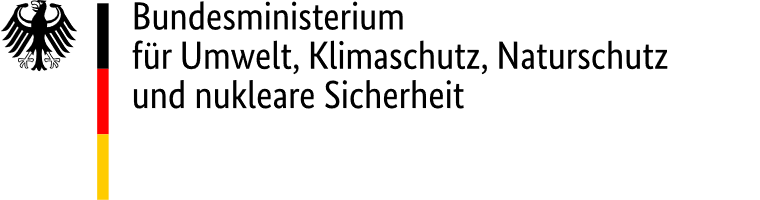 Bundesministerium
für Umwelt, Klimaschutz, Naturschutz
und nukleare Sicherheit